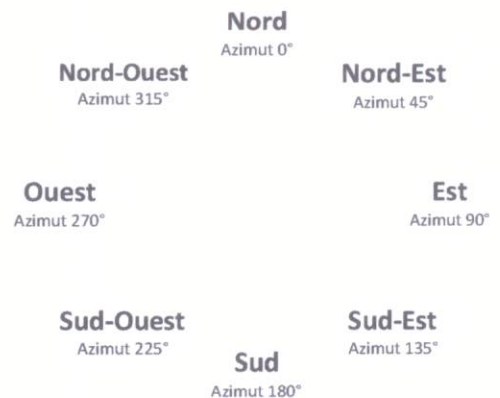 Nord
Azimut 0°
Nord-Ouest
Azimut 315°
Nord-Est
Azimut 45°
Ouest
Azimut 270°
Est
Azimut 90°
Sud-Ouest
Azimut 225°
Sud-Est
Azimut 135°
Sud
Azimut 180°